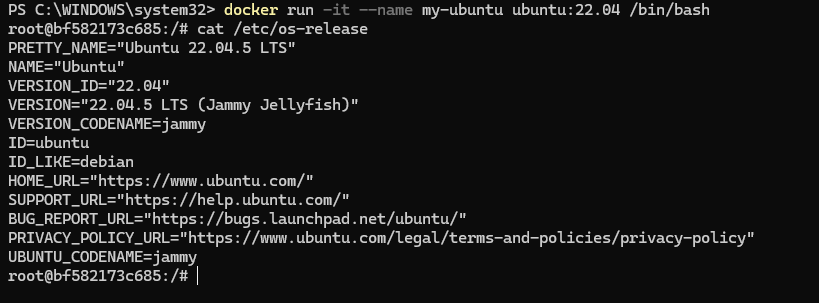 PS C:\WINDOWS\system32> docker run -it --name my-ubuntu ubuntu:22.04 /bin/bash
root@bf582173c685:/# cat /etc/os-release
PRETTY_NAME="Ubuntu 22.04.5 LTS"
NAME="Ubuntu"
VERSION_ID="22.04"
VERSION="22.04.5 LTS (Jammy Jellyfish)"
VERSION_CODENAME=jammy
ID=ubuntu
ID_LIKE=debian
HOME_URL="https://www.ubuntu.com/"
SUPPORT_URL="https://help.ubuntu.com/"
BUG_REPORT_URL="https://bugs.launchpad.net/ubuntu/"
PRIVACY_POLICY_URL="https://www.ubuntu.com/legal/terms-and-policies/privacy-policy"
UBUNTU_CODENAME=jammy
root@bf582173c685:/#